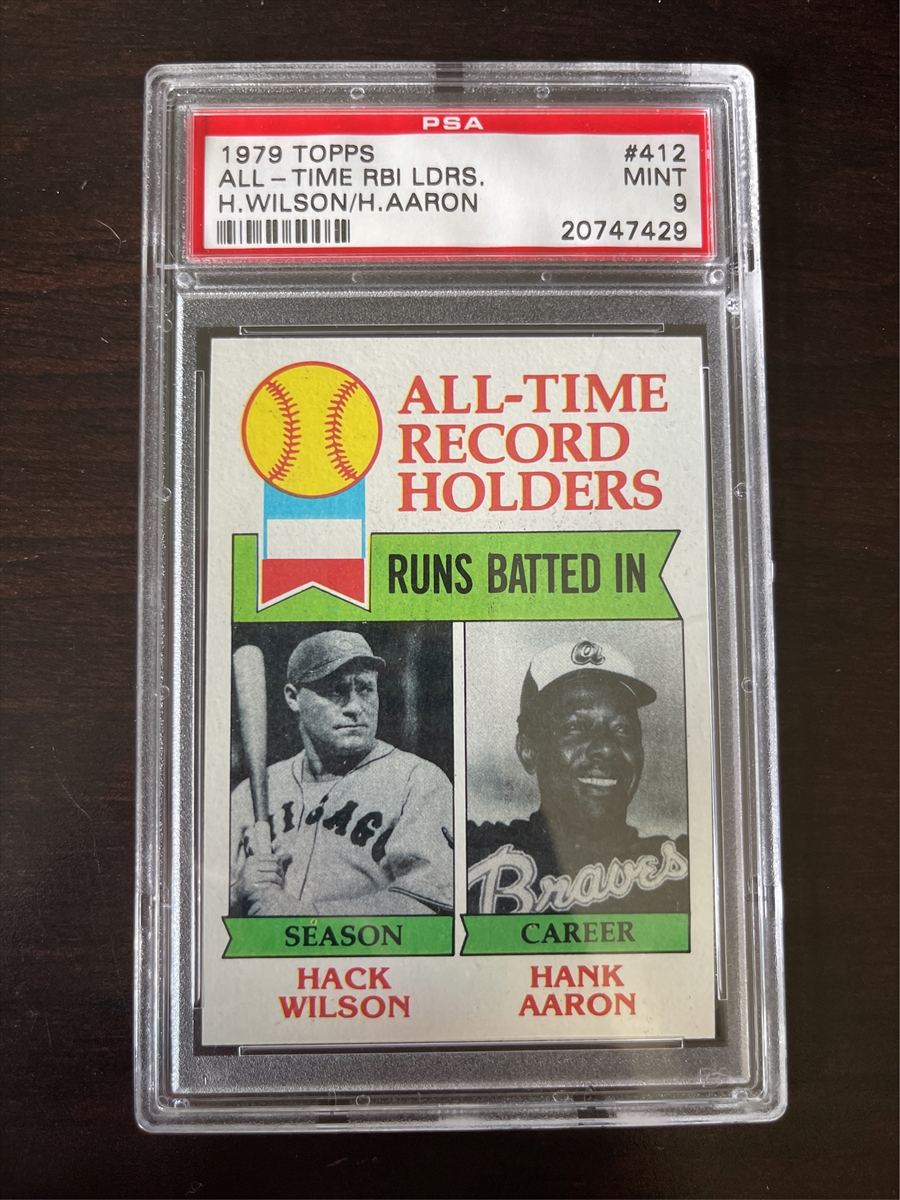 PSA
1979 TOPPS #412
ALL-TIME RBI LDRS. MINT
H.WILSON/H.AARON 9
20747429
ALL-TIME
RECORD
HOLDERS
RUNS BATTED IN
CHICAGO
a
Braves
SEASON CAREER
HACK HANK
WILSON AARON